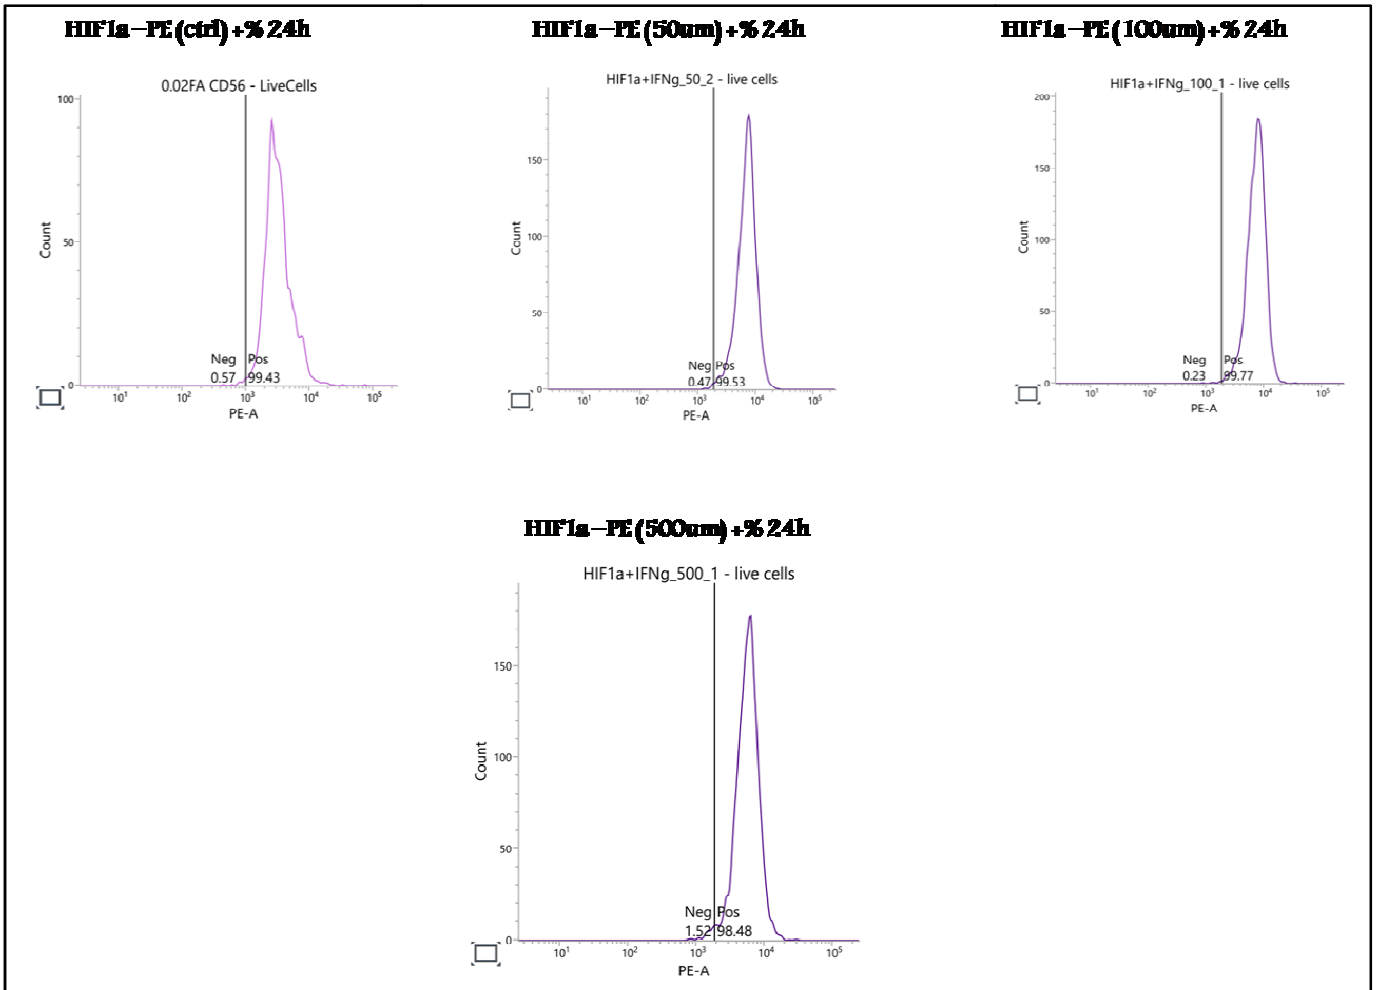 HIF1a-PE (ctrl) +% 24h
HIF1a-PE (50um) +% 24h
HIF1a-PE (100um) +% 24h
0.02FA CD56 - LiveCells
100
50
0
Count
Neg Pos
0.57 99.43
10¹ 10² 10³ 10⁴ 10⁵
PE-A
HIF1a+IFNg_50_2 - live cells
150
100
50
0
Count
Neg Pos
0.47 99.53
10¹ 10² 10³ 10⁴ 10⁵
PE-A
HIF1a+IFNg_100_1 - live cells
200
150
100
50
0
Count
Neg Pos
0.23 99.77
10¹ 10² 10³ 10⁴ 10⁵
PE-A
HIF1a-PE (500um) +% 24h
HIF1a+IFNg_500_1 - live cells
150
100
50
0
Count
Neg Pos
1.52 98.48
10¹ 10² 10³ 10⁴ 10⁵
PE-A